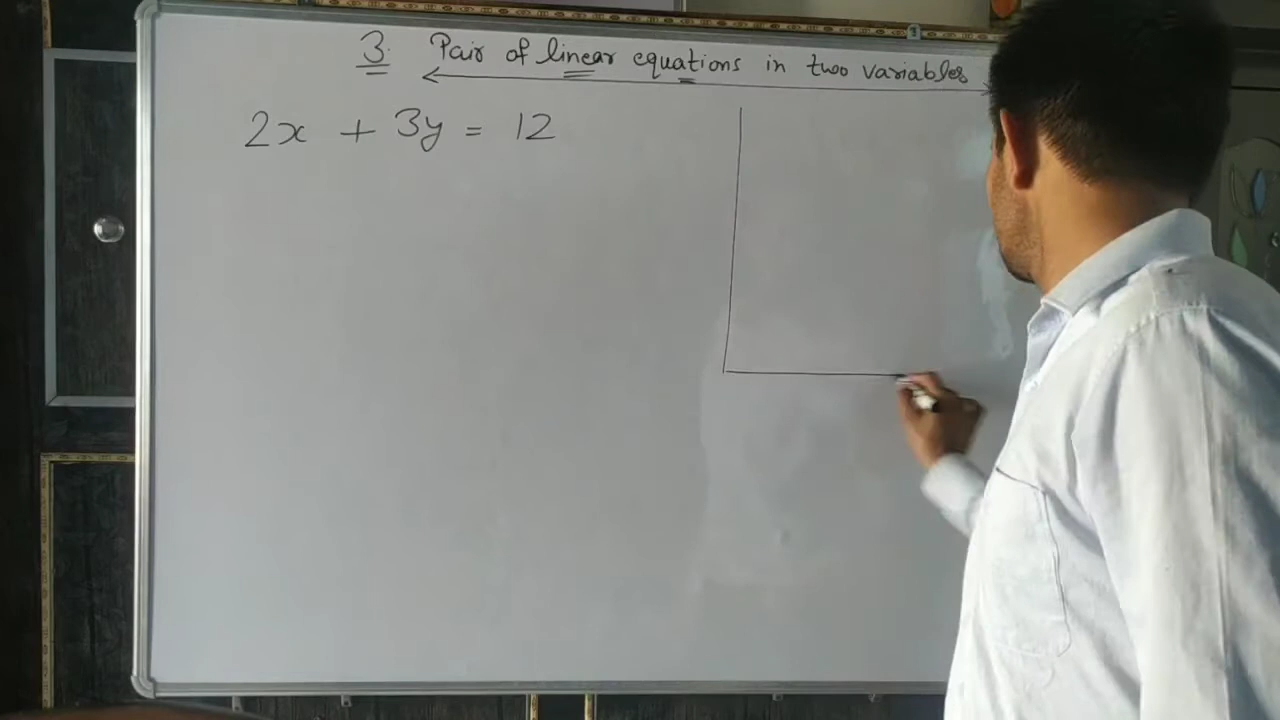 3. Pair of linear equations in two variables
2x + 3y = 12